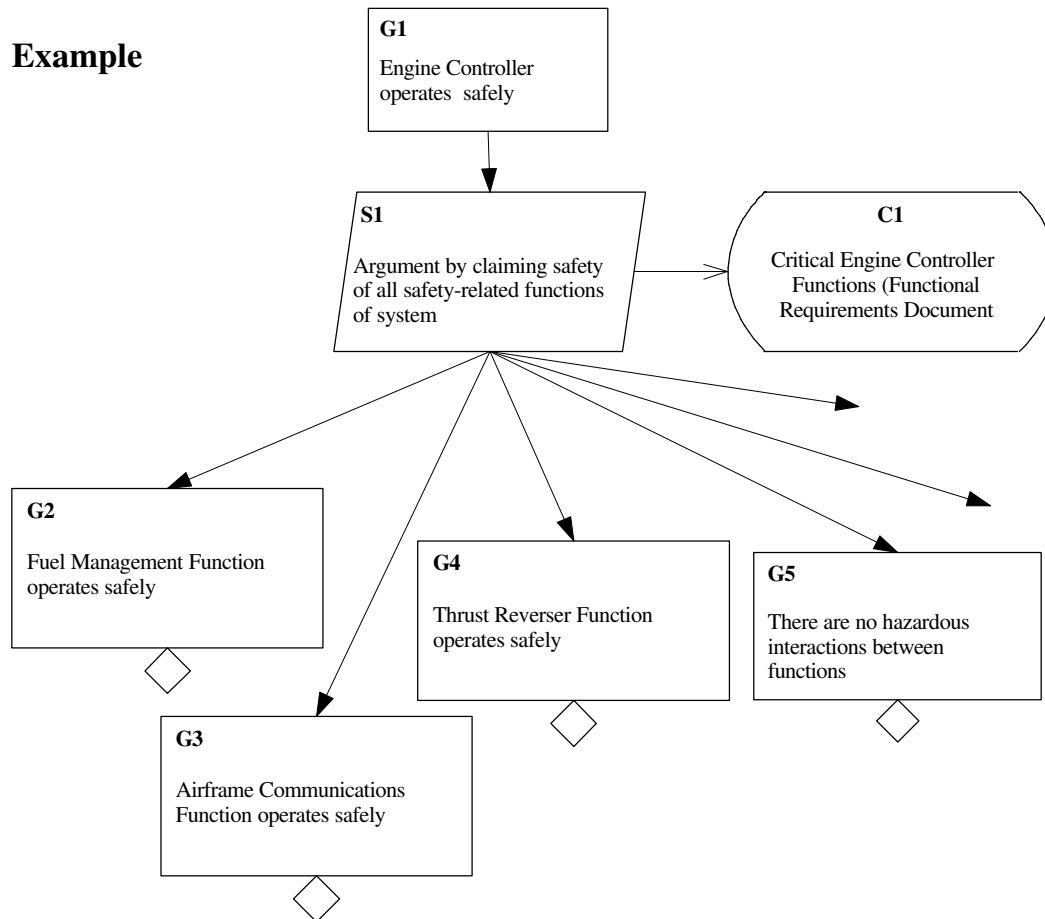 Example
G1
Engine Controller
operates safely
S1
Argument by claiming safety
of all safety-related functions
of system
C1
Critical Engine Controller
Functions (Functional
Requirements Document
G2
Fuel Management Function
operates safely
G4
Thrust Reverser Function
operates safely
G5
There are no hazardous
interactions between
functions
G3
Airframe Communications
Function operates safely